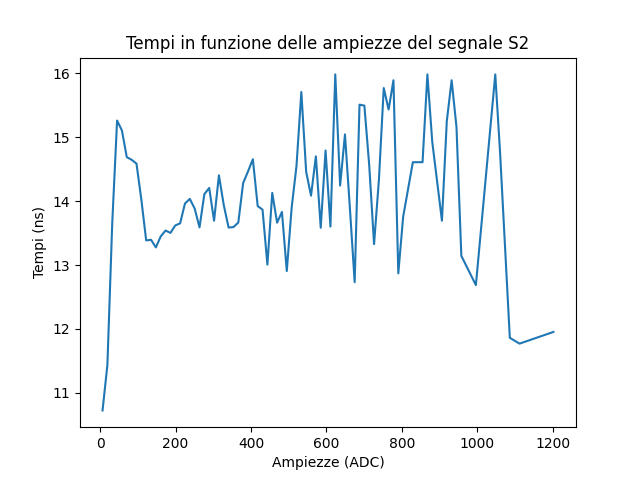 Tempi in funzione delle ampiezze del segnale S2
16
15
14
13
12
11
Tempi (ns)
0 200 400 600 800 1000 1200
Ampiezze (ADC)